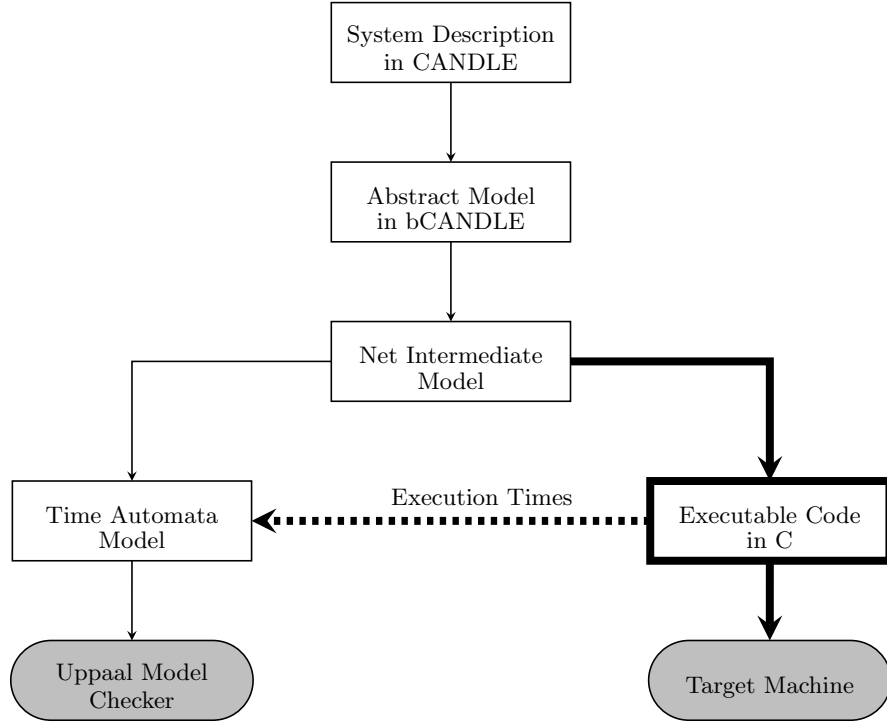 System Description
in CANDLE
Abstract Model
in bCANDLE
Net Intermediate
Model
Execution Times
Time Automata
Model
Executable Code
in C
Uppaal Model
Checker
Target Machine